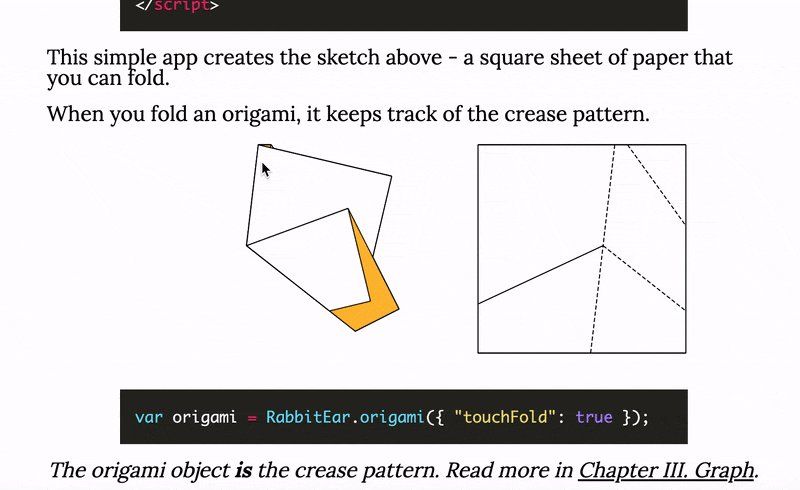 </script>
This simple app creates the sketch above - a square sheet of paper that
you can fold.
When you fold an origami, it keeps track of the crease pattern.
var origami = RabbitEar.origami({ "touchFold": true });
The origami object is the crease pattern. Read more in Chapter III. Graph.